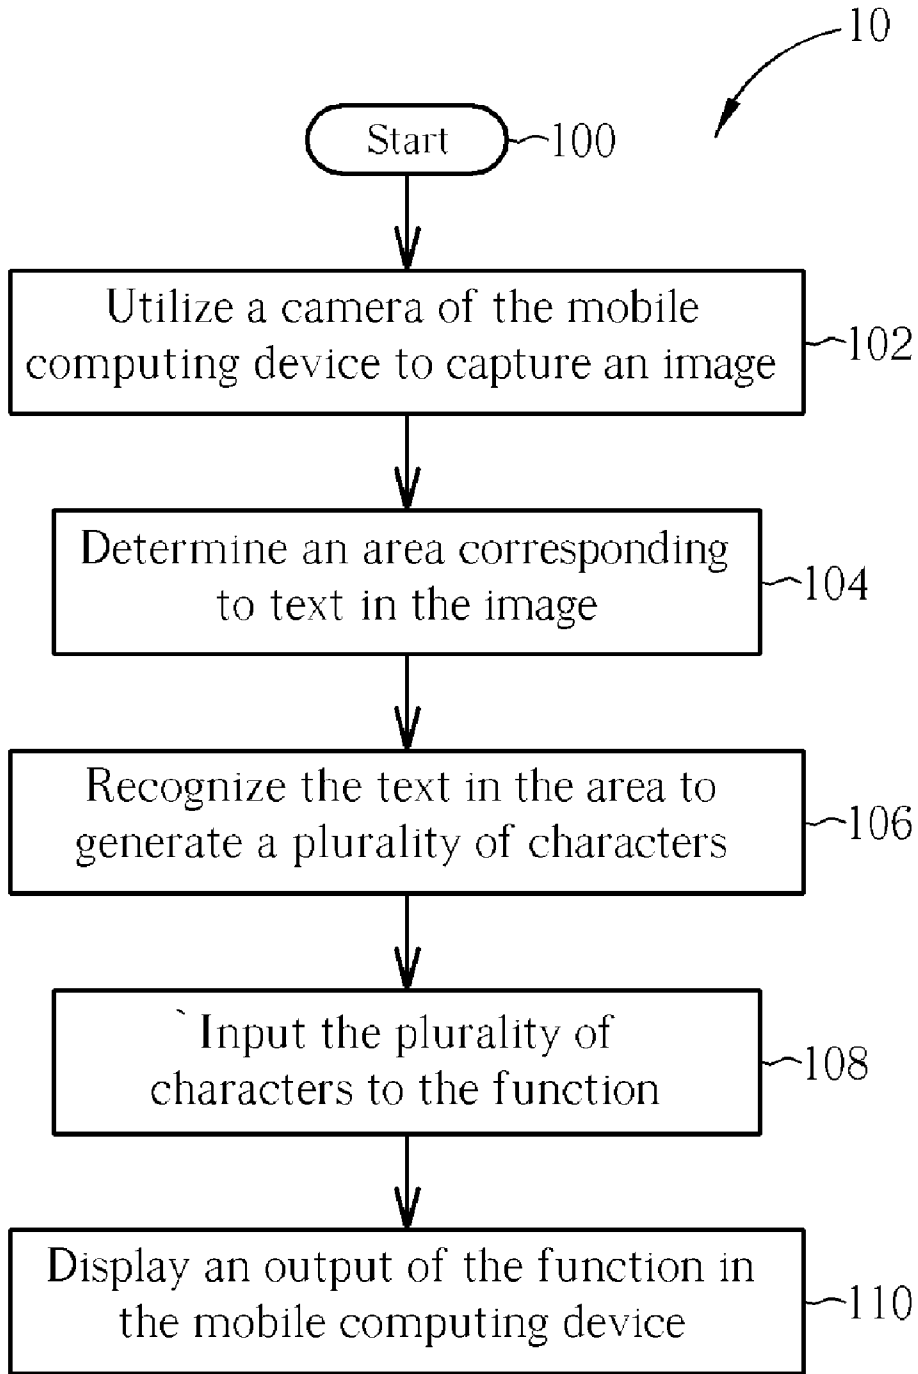 10
Start
100
Utilize a camera of the mobile
computing device to capture an image
102
Determine an area corresponding
to text in the image
104
Recognize the text in the area to
generate a plurality of characters
106
Input the plurality of
characters to the function
108
Display an output of the function in
the mobile computing device
110